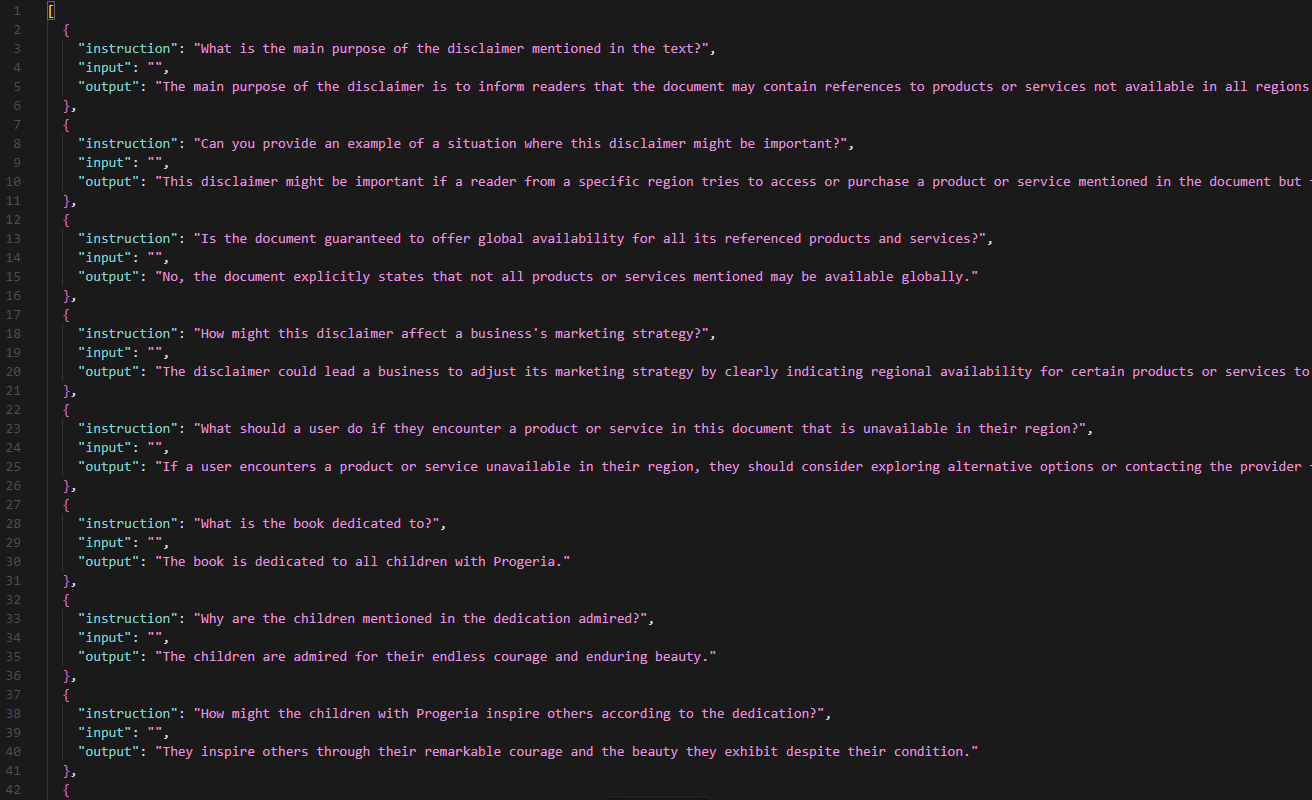 1 [
2 {
3 "instruction": "What is the main purpose of the disclaimer mentioned in the text?",
4 "input": "",
5 "output": "The main purpose of the disclaimer is to inform readers that the document may contain references to products or services not available in all regions
6 },
7 {
8 "instruction": "Can you provide an example of a situation where this disclaimer might be important?",
9 "input": "",
10 "output": "This disclaimer might be important if a reader from a specific region tries to access or purchase a product or service mentioned in the document but
11 },
12 {
13 "instruction": "Is the document guaranteed to offer global availability for all its referenced products and services?",
14 "input": "",
15 "output": "No, the document explicitly states that not all products or services mentioned may be available globally."
16 },
17 {
18 "instruction": "How might this disclaimer affect a business's marketing strategy?",
19 "input": "",
20 "output": "The disclaimer could lead a business to adjust its marketing strategy by clearly indicating regional availability for certain products or services to
21 },
22 {
23 "instruction": "What should a user do if they encounter a product or service in this document that is unavailable in their region?",
24 "input": "",
25 "output": "If a user encounters a product or service unavailable in their region, they should consider exploring alternative options or contacting the provider
26 },
27 {
28 "instruction": "What is the book dedicated to?",
29 "input": "",
30 "output": "The book is dedicated to all children with Progeria."
31 },
32 {
33 "instruction": "Why are the children mentioned in the dedication admired?",
34 "input": "",
35 "output": "The children are admired for their endless courage and enduring beauty."
36 },
37 {
38 "instruction": "How might the children with Progeria inspire others according to the dedication?",
39 "input": "",
40 "output": "They inspire others through their remarkable courage and the beauty they exhibit despite their condition."
41 },
42 {